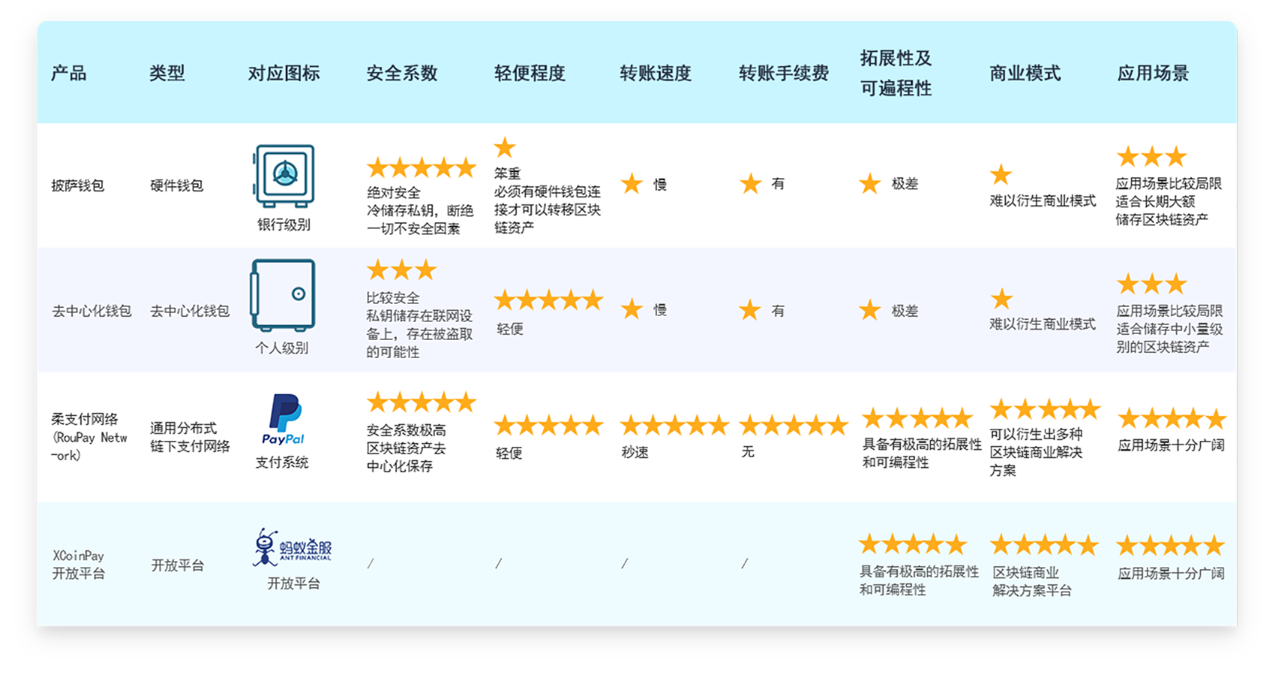 产品
类型
对应图标
安全系数
轻便程度
转账速度
转账手续费
拓展性及
可遍程性
商业模式
应用场景
披萨钱包
硬件钱包
银行级别
绝对安全
冷储存私钥，断绝
一切不安全因素
笨重
必须有硬件钱包连
接才可以转移区块
链资产
慢
有
极差
难以衍生商业模式
应用场景比较局限
适合长期大额
储存区块链资产
去中心化钱包
去中心化钱包
个人级别
比较安全
私钥储存在联网设
备上，存在被盗取
的可能性
轻便
慢
有
极差
难以衍生商业模式
应用场景比较局限
适合储存中小量级
别的区块链资产
柔支付网络
(RouPay Netw
-ork)
通用分布式
链下支付网络
PayPal
支付系统
安全系数极高
区块链资产去
中心化保存
轻便
秒速
无
具备有极高的拓展性
和可编程性
可以衍生出多种
区块链商业解决
方案
应用场景十分广阔
XCoinPay
开放平台
开放平台
蚂蚁金服
ANT FINANCIAL
开放平台
/
/
/
/
具备有极高的拓展性
和可编程性
区块链商业
解决方案平台
应用场景十分广阔